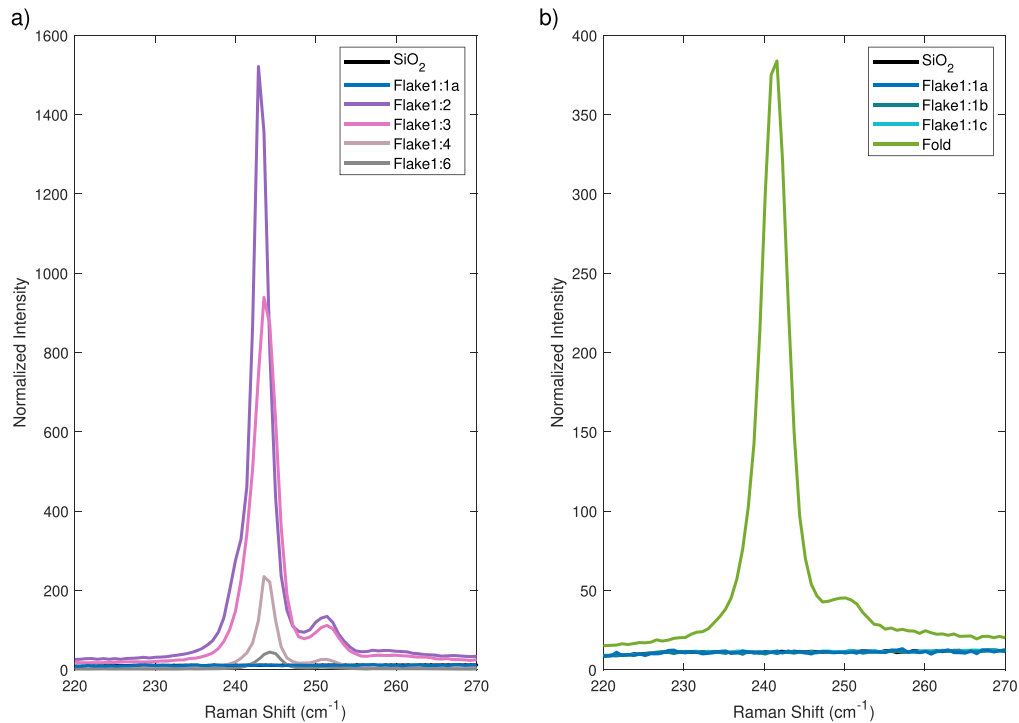 a)
1600
1400
1200
1000
800
600
400
200
0
220
230
240
250
260
270
Normalized Intensity
Raman Shift (cm⁻¹)
SiO₂
Flake1:1a
Flake1:2
Flake1:3
Flake1:4
Flake1:6
b)
400
350
300
250
200
150
100
50
0
220
230
240
250
260
270
Normalized Intensity
Raman Shift (cm⁻¹)
SiO₂
Flake1:1a
Flake1:1b
Flake1:1c
Fold